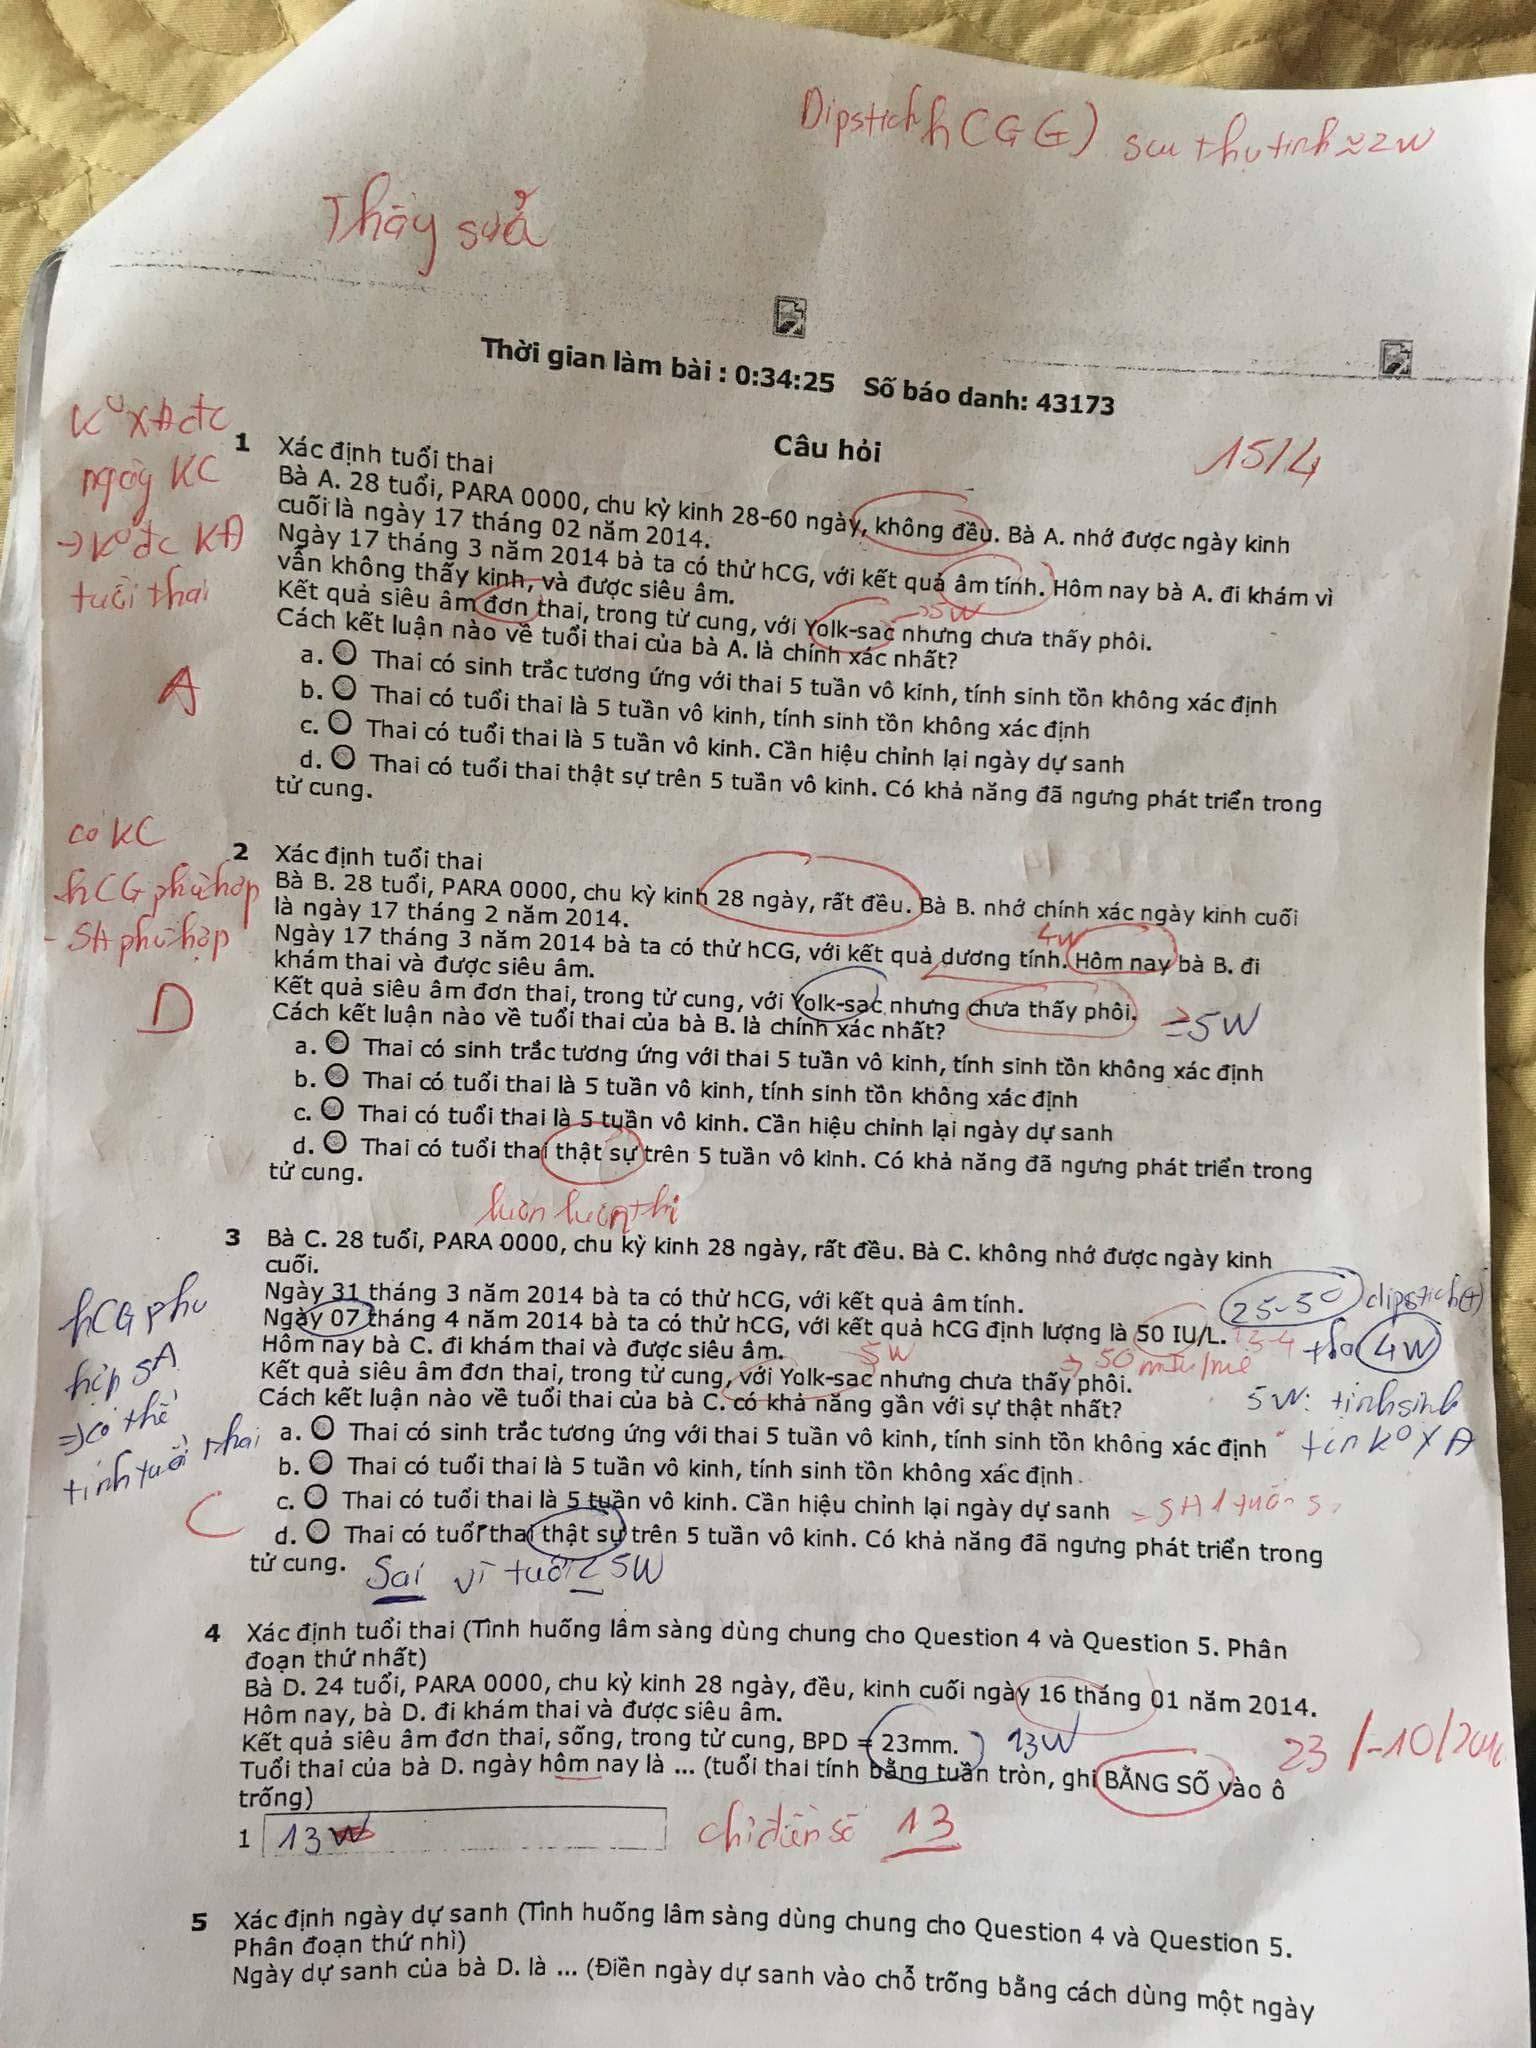 Dipstich hCG (+) sau thụ tinh ≈ 2W
Thầy sửa
Thời gian làm bài : 0:34:25 Số báo danh: 43173
Câu hỏi
15/4
K° XĐ đc
ngày KC
→ K° đc KĐ
tuổi thai
A
1 Xác định tuổi thai
Bà A. 28 tuổi, PARA 0000, chu kỳ kinh 28-60 ngày, không đều. Bà A. nhớ được ngày kinh
cuối là ngày 17 tháng 02 năm 2014.
Ngày 17 tháng 3 năm 2014 bà ta có thử hCG, với kết quả âm tính. Hôm nay bà A. đi khám vì
vẫn không thấy kinh, và được siêu âm.
5W
Kết quả siêu âm đơn thai, trong tử cung, với Yolk-sac nhưng chưa thấy phôi.
Cách kết luận nào về tuổi thai của bà A. là chính xác nhất?
a. Thai có sinh trắc tương ứng với thai 5 tuần vô kinh, tính sinh tồn không xác định
b. Thai có tuổi thai là 5 tuần vô kinh, tính sinh tồn không xác định
c. Thai có tuổi thai là 5 tuần vô kinh. Cần hiệu chỉnh lại ngày dự sanh
d. Thai có tuổi thai thật sự trên 5 tuần vô kinh. Có khả năng đã ngưng phát triển trong
tử cung.
có KC
hCG phù hợp
- SA phù hợp
D
2 Xác định tuổi thai
Bà B. 28 tuổi, PARA 0000, chu kỳ kinh 28 ngày, rất đều. Bà B. nhớ chính xác ngày kinh cuối
là ngày 17 tháng 2 năm 2014.
4W
Ngày 17 tháng 3 năm 2014 bà ta có thử hCG, với kết quả dương tính. Hôm nay bà B. đi
khám thai và được siêu âm.
Kết quả siêu âm đơn thai, trong tử cung, với Yolk-sac nhưng chưa thấy phôi.
= 5W
Cách kết luận nào về tuổi thai của bà B. là chính xác nhất?
a. Thai có sinh trắc tương ứng với thai 5 tuần vô kinh, tính sinh tồn không xác định
b. Thai có tuổi thai là 5 tuần vô kinh, tính sinh tồn không xác định
c. Thai có tuổi thai là 5 tuần vô kinh. Cần hiệu chỉnh lại ngày dự sanh
d. Thai có tuổi thai thật sự trên 5 tuần vô kinh. Có khả năng đã ngưng phát triển trong
tử cung.
3 Bà C. 28 tuổi, PARA 0000, chu kỳ kinh 28 ngày, rất đều. Bà C. không nhớ được ngày kinh
cuối.
Ngày 31 tháng 3 năm 2014 bà ta có thử hCG, với kết quả âm tính.
25-50 dipstich (+)
Ngày 07 tháng 4 năm 2014 bà ta có thử hCG, với kết quả hCG định lượng là 50 IU/L.
4W
Hôm nay bà C. đi khám thai và được siêu âm.
5W
Kết quả siêu âm đơn thai, trong tử cung, với Yolk-sac nhưng chưa thấy phôi.
Cách kết luận nào về tuổi thai của bà C. có khả năng gần với sự thật nhất?
5W: tính sinh
tồn K° XĐ
hCG phù
hợp SA
⇒ có thể
tính tuổi thai
C
a. Thai có sinh trắc tương ứng với thai 5 tuần vô kinh, tính sinh tồn không xác định
b. Thai có tuổi thai là 5 tuần vô kinh, tính sinh tồn không xác định
c. Thai có tuổi thai là 5 tuần vô kinh. Cần hiệu chỉnh lại ngày dự sanh
d. Thai có tuổi thai thật sự trên 5 tuần vô kinh. Có khả năng đã ngưng phát triển trong
tử cung.
Sai vì tuổi ≤ 5W
4 Xác định tuổi thai (Tình huống lâm sàng dùng chung cho Question 4 và Question 5. Phân
đoạn thứ nhất)
Bà D. 24 tuổi, PARA 0000, chu kỳ kinh 28 ngày, đều, kinh cuối ngày 16 tháng 01 năm 2014.
Hôm nay, bà D. đi khám thai và được siêu âm.
Kết quả siêu âm đơn thai, sống, trong tử cung, BPD = 23mm.
13W
Tuổi thai của bà D. ngày hôm nay là ... (tuổi thai tính bằng tuần tròn, ghi BẰNG SỐ vào ô
trống)
1 13W
chỉ điền số 13
5 Xác định ngày dự sanh (Tình huống lâm sàng dùng chung cho Question 4 và Question 5.
Phân đoạn thứ nhì)
Ngày dự sanh của bà D. là ... (Điền ngày dự sanh vào chỗ trống bằng cách dùng một ngày